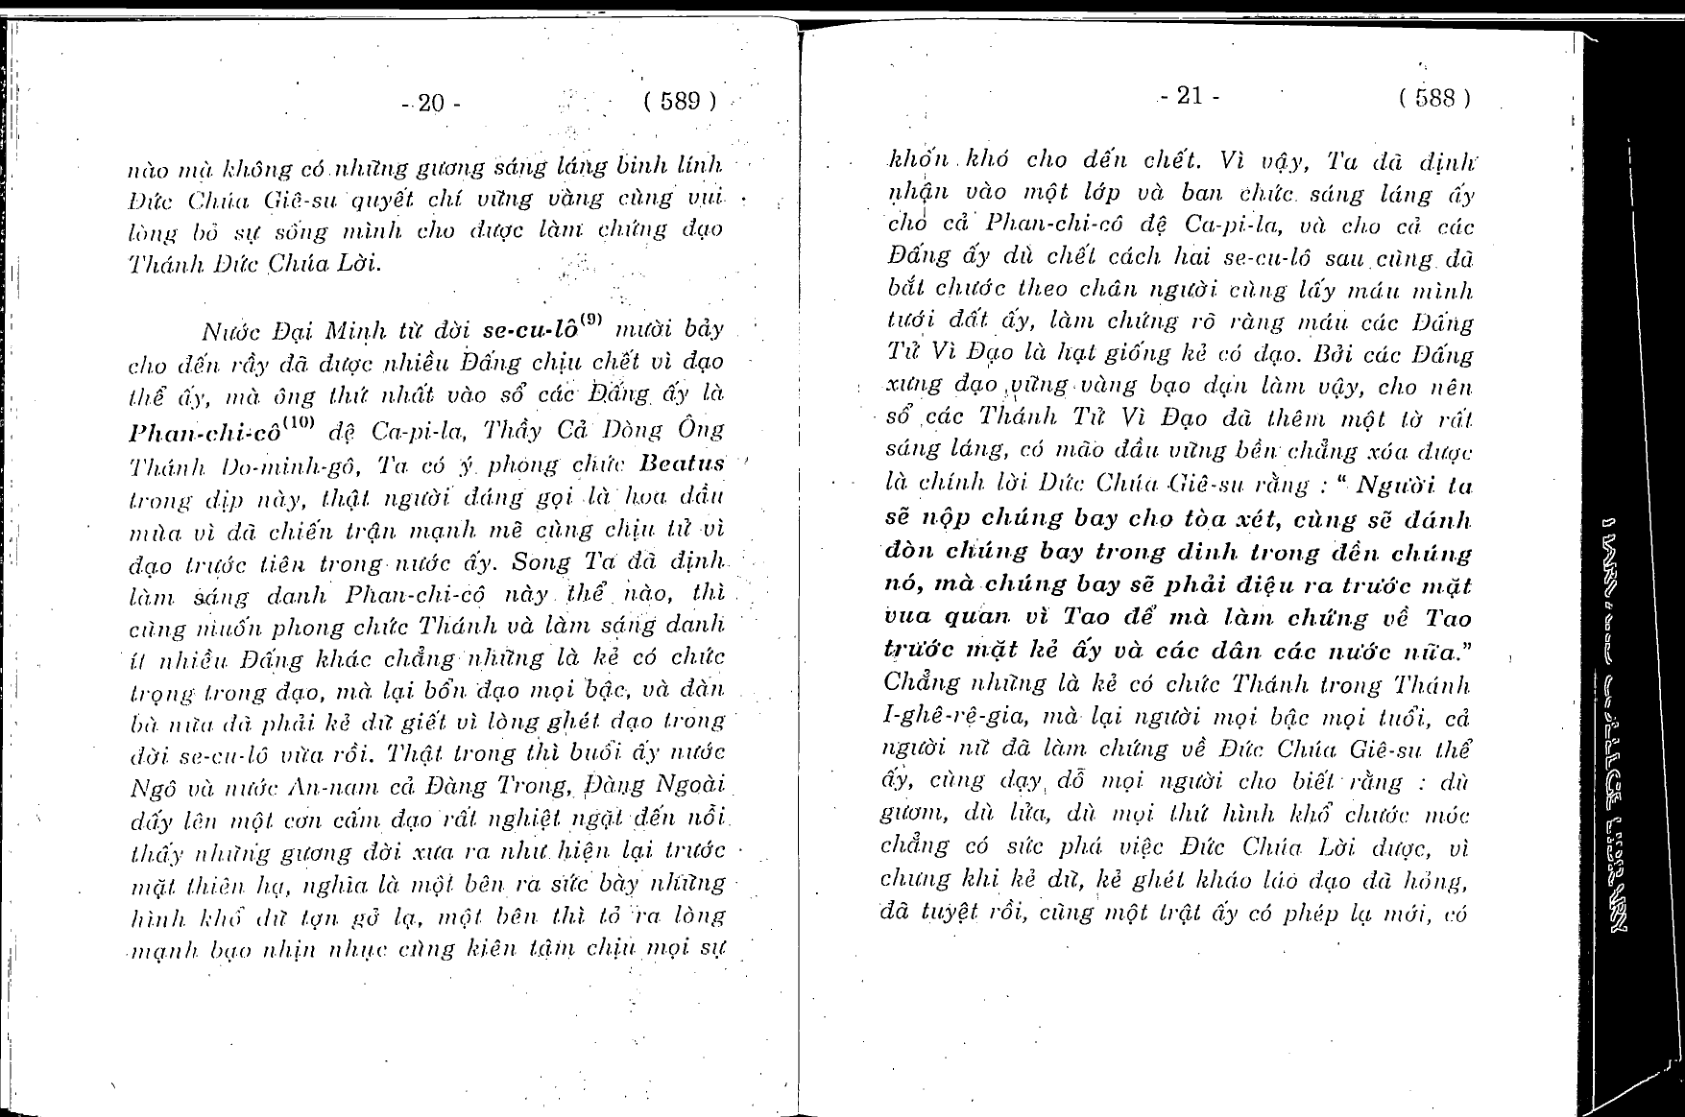 - 20 -
( 589 )
nào mà không có những gương sáng láng binh lính
Đức Chúa Giê-su quyết chí vững vàng cùng vui
lòng bỏ sự sống mình cho được làm chứng đạo
Thánh Đức Chúa Lời.
Nước Đại Minh từ đời se-cu-lô(9) mười bảy
cho đến rầy đã được nhiều Đấng chịu chết vì đạo
thể ấy, mà ông thứ nhất vào sổ các Đấng ấy là
Phan-chi-cô(10) đệ Ca-pi-la, Thầy Cả Dòng Ông
Thánh Do-minh-gô, Ta có ý phong chức Beatus
trong dịp này, thật người đáng gọi là hoa đầu
mùa vì đã chiến trận mạnh mẽ cùng chịu tử vì
đạo trước tiên trong nước ấy. Song Ta đã định
làm sáng danh Phan-chi-cô này thể nào, thì
cũng muốn phong chức Thánh và làm sáng danh
ít nhiều Đấng khác chẳng những là kẻ có chức
trọng trong đạo, mà lại bổn đạo mọi bậc, và đàn
bà nữa đã phải kẻ dữ giết vì lòng ghét đạo trong
đời se-cu-lô vừa rồi. Thật trong thì buổi ấy nước
Ngô và nước An-nam cả Đàng Trong, Đàng Ngoài
dấy lên một cơn cấm đạo rất nghiệt ngặt đến nỗi
thấy những gương đời xưa ra như hiện lại trước
mặt thiên hạ, nghĩa là một bên ra sức bày những
hình khổ dữ tợn gở lạ, một bên thì tỏ ra lòng
mạnh bạo nhịn nhục cùng kiên tâm chịu mọi sự
- 21 -
( 588 )
khốn khó cho đến chết. Vì vậy, Ta đã định
nhận vào một lớp và ban chức sáng láng ấy
cho cả Phan-chi-cô đệ Ca-pi-la, và cho cả các
Đấng ấy dù chết cách hai se-cu-lô sau cũng đã
bắt chước theo chân người cùng lấy máu mình
tưới đất ấy, làm chứng rõ ràng máu các Đấng
Tử Vì Đạo là hạt giống kẻ có đạo. Bởi các Đấng
xưng đạo vững vàng bạo dạn làm vậy, cho nên
sổ các Thánh Tử Vì Đạo đã thêm một tờ rất
sáng láng, có mão đầu vững bền chẳng xóa được
là chính lời Đức Chúa Giê-su rằng : “ Người ta
sẽ nộp chúng bay cho tòa xét, cùng sẽ đánh
đòn chúng bay trong dinh trong đền chúng
nó, mà chúng bay sẽ phải điệu ra trước mặt
vua quan vì Tao để mà làm chứng về Tao
trước mặt kẻ ấy và các dân các nước nữa.”
Chẳng những là kẻ có chức Thánh trong Thánh
I-ghê-rê-gia, mà lại người mọi bậc mọi tuổi, cả
người nữ đã làm chứng về Đức Chúa Giê-su thể
ấy, cùng dạy dỗ mọi người cho biết rằng : dù
gươm, dù lửa, dù mọi thứ hình khổ chước móc
chẳng có sức phá việc Đức Chúa Lời được, vì
chưng khi kẻ dữ, kẻ ghét kháo láo đạo đã hỏng,
đã tuyệt rồi, cũng một trật ấy có phép lạ mới, có